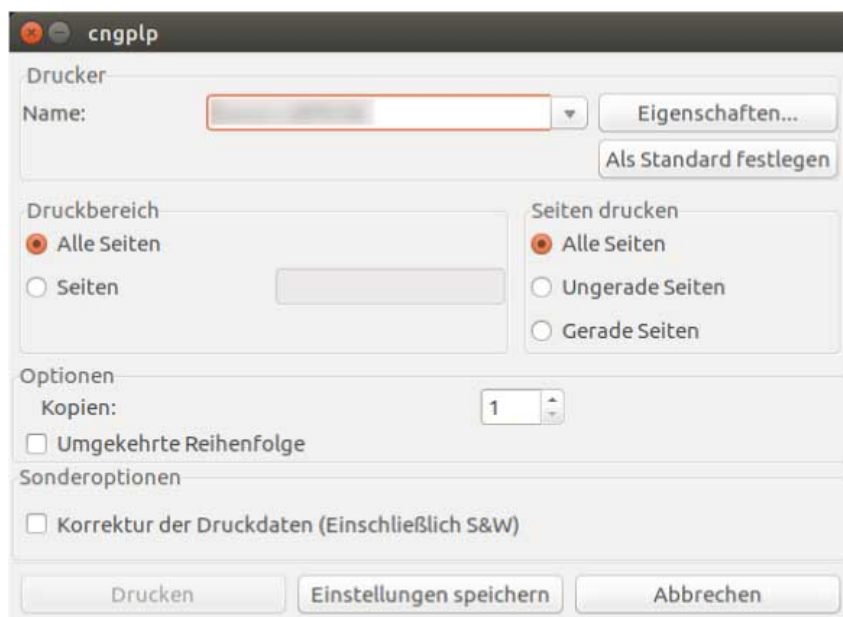 cngplp
Drucker
Name:
Eigenschaften...
Als Standard festlegen
Druckbereich
Alle Seiten
Seiten
Seiten drucken
Alle Seiten
Ungerade Seiten
Gerade Seiten
Optionen
Kopien: 1
Umgekehrte Reihenfolge
Sonderoptionen
Korrektur der Druckdaten (Einschließlich S&W)
Drucken Einstellungen speichern Abbrechen